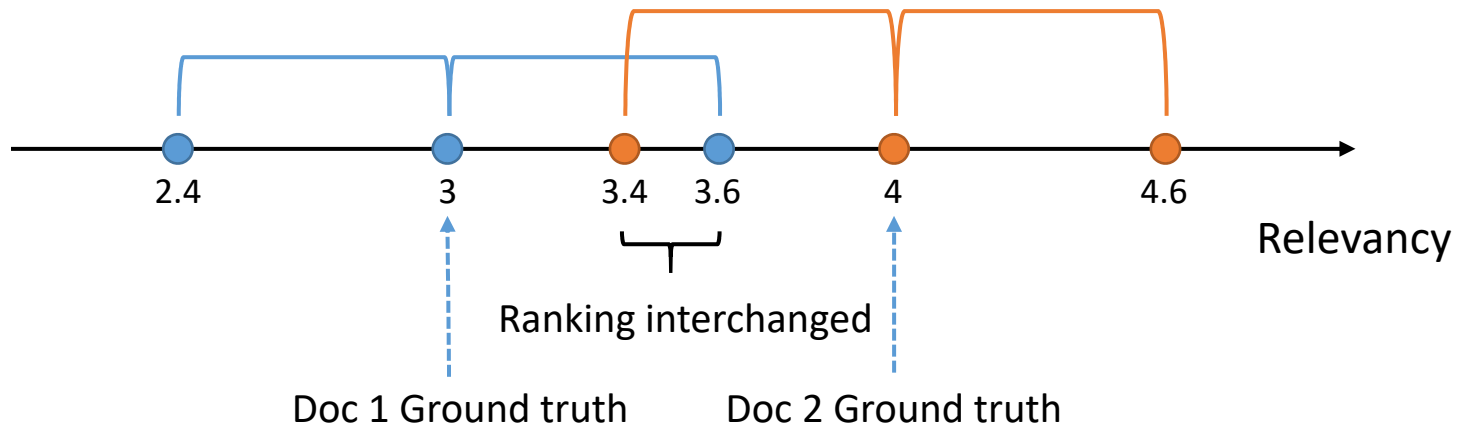 2.4
3
3.4
3.6
4
4.6
Relevancy
Ranking interchanged
Doc 1 Ground truth
Doc 2 Ground truth